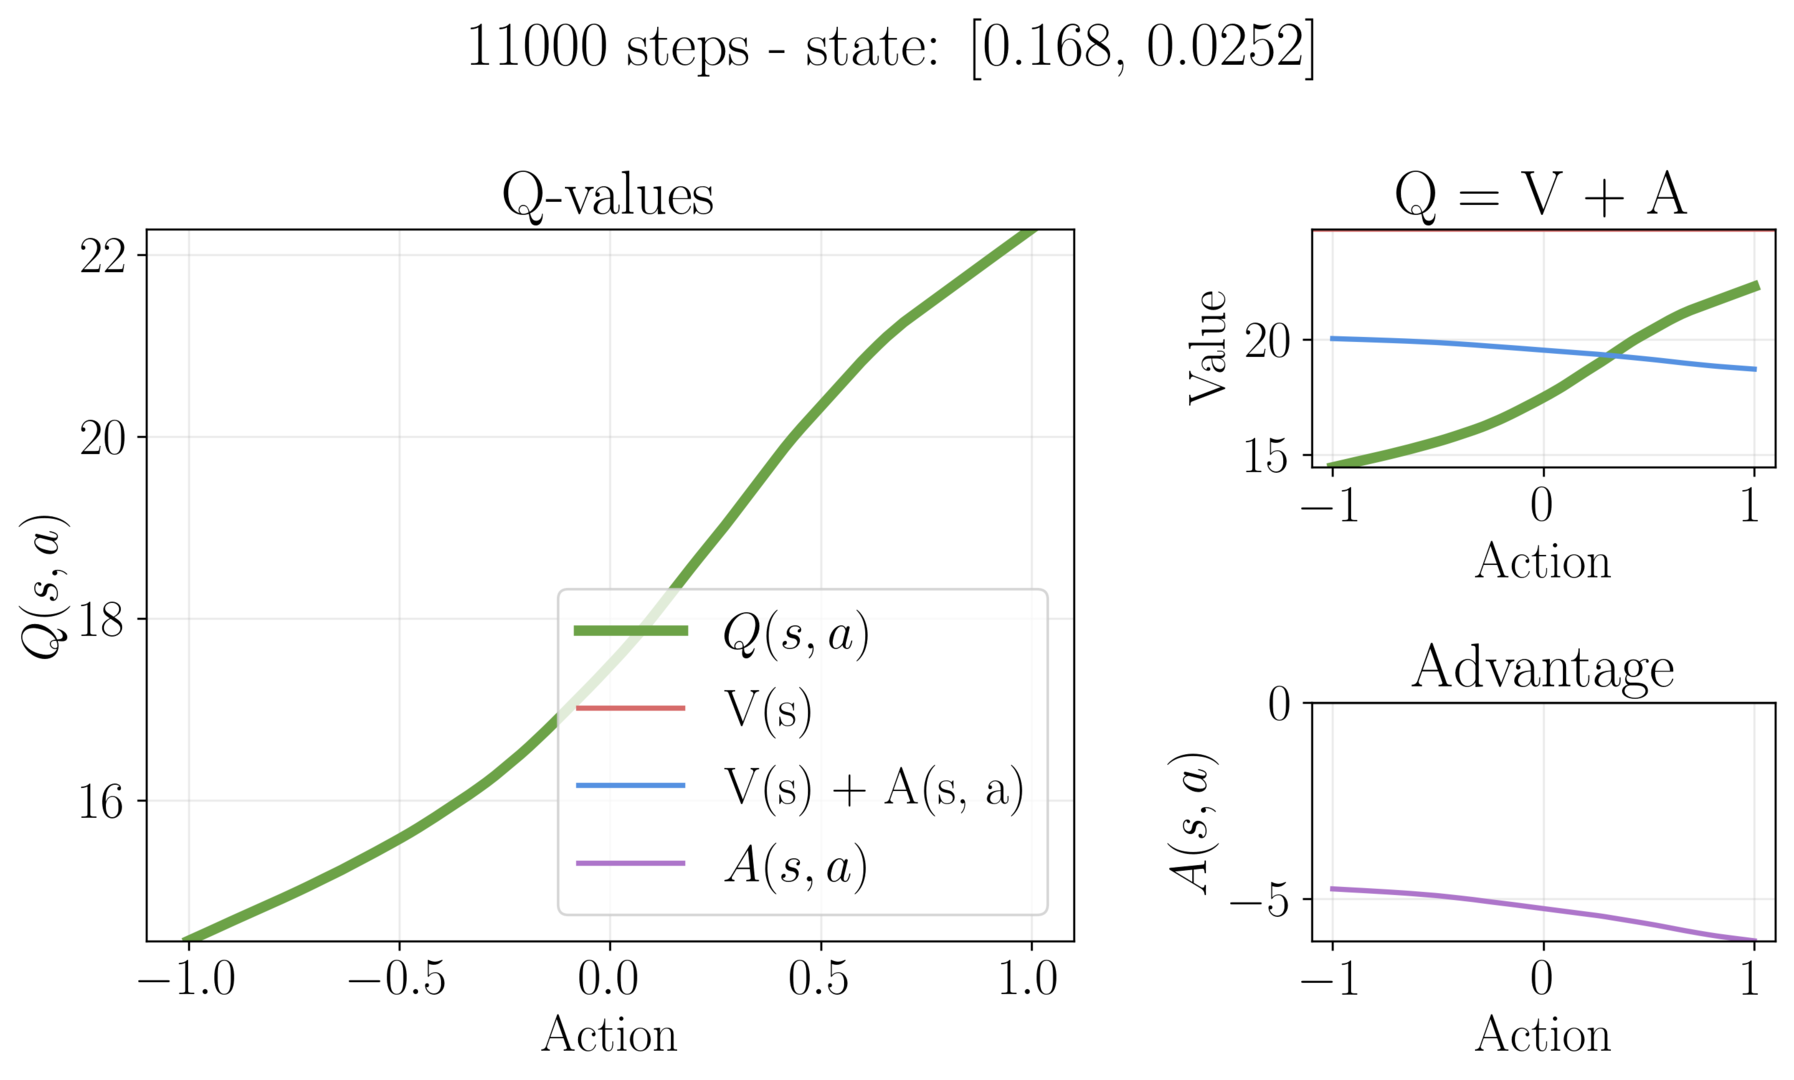 11000 steps - state: [0.168, 0.0252]
Q-values
Q(s, a)
22
20
18
16
−1.0
−0.5
0.0
0.5
1.0
Action
Q(s, a)
V(s)
V(s) + A(s, a)
A(s, a)
Q = V + A
Value
20
15
−1
0
1
Action
Advantage
A(s, a)
0
−5
−1
0
1
Action